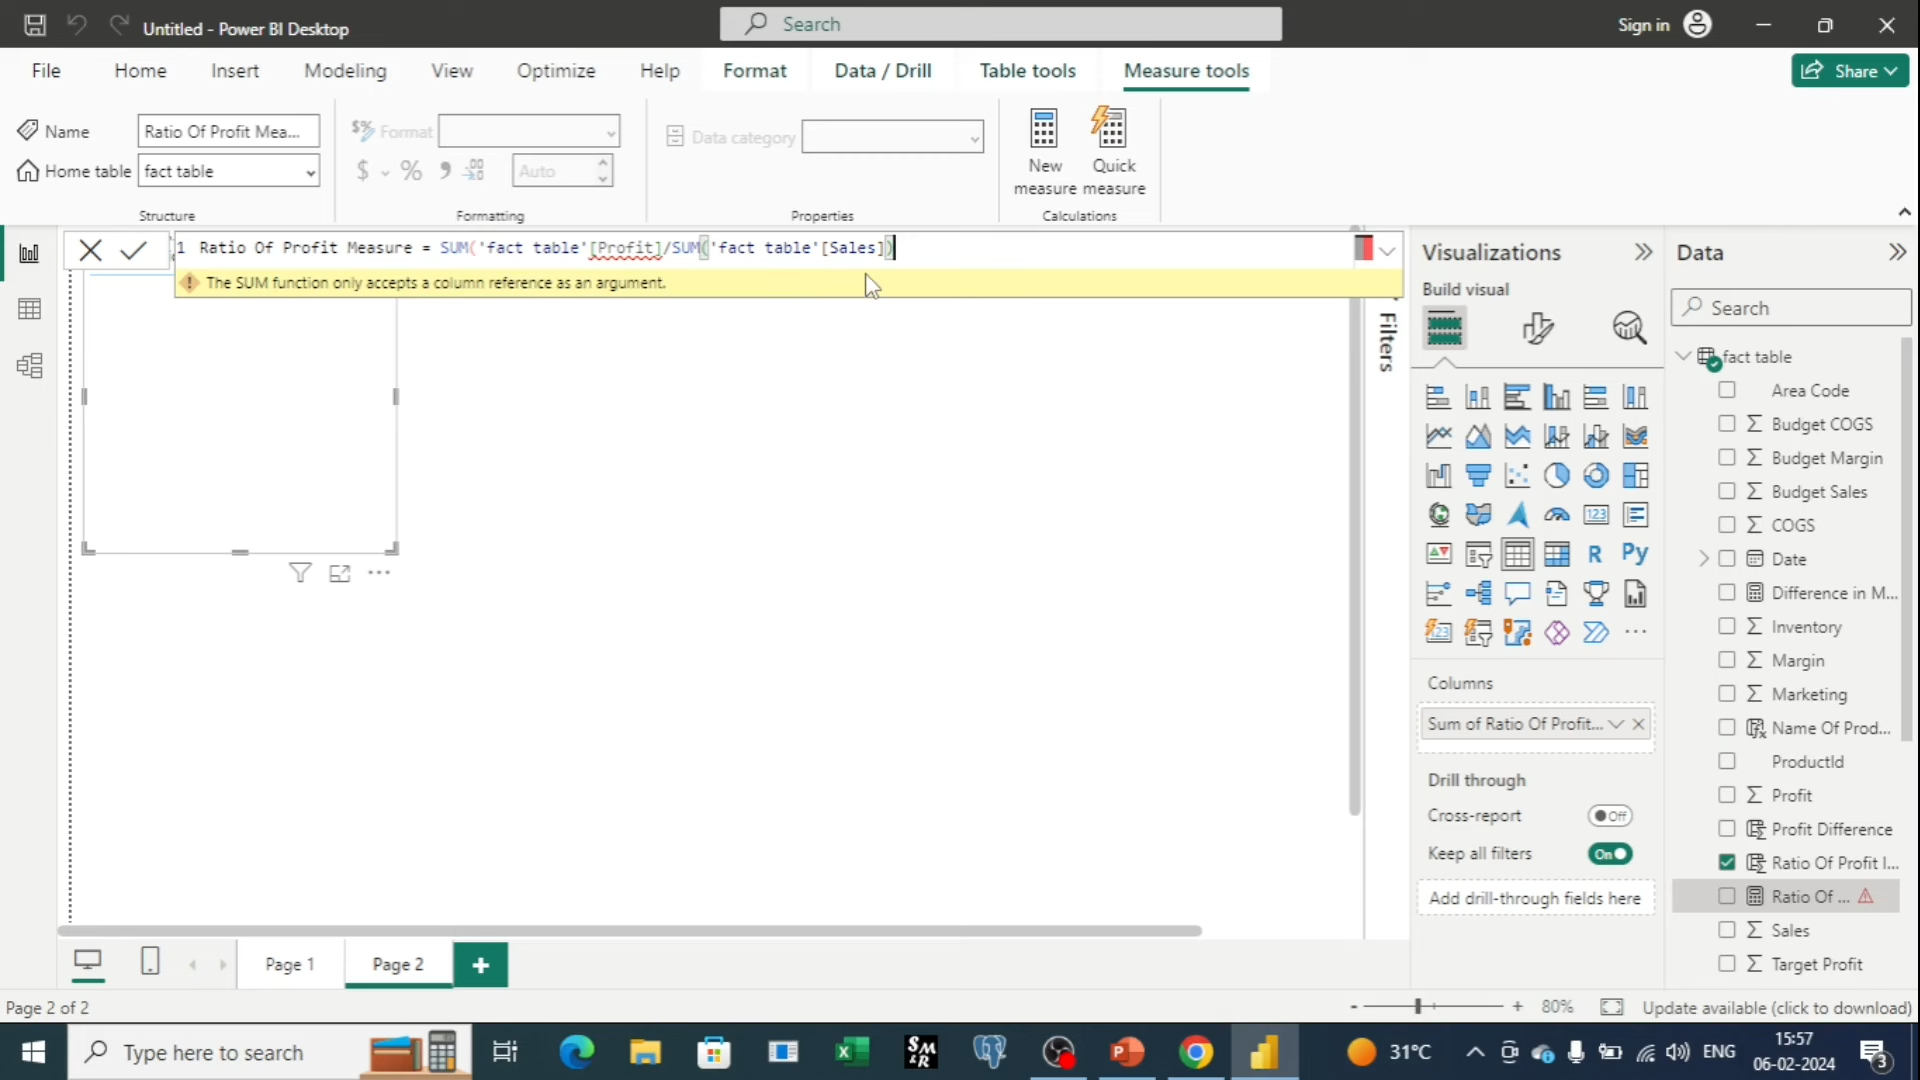 Untitled - Power BI Desktop
Search
Sign in
File Home Insert Modeling View Optimize Help Format Data / Drill Table tools Measure tools
Share
Name Ratio Of Profit Mea...
Home table fact table
Structure
$% Format
$ % Auto
Formatting
Data category
Properties
New measure
Quick measure
Calculations
1 Ratio Of Profit Measure = SUM('fact table'[Profit]/SUM('fact table'[Sales])
The SUM function only accepts a column reference as an argument.
Filters
Visualizations
Build visual
123
R Py
123
Columns
Sum of Ratio Of Profit...
Drill through
Cross-report Off
Keep all filters On
Add drill-through fields here
Data
Search
fact table
Area Code
Budget COGS
Budget Margin
Budget Sales
COGS
Date
Difference in M...
Inventory
Margin
Marketing
Name Of Prod...
ProductId
Profit
Profit Difference
Ratio Of Profit I...
Ratio Of ...
Sales
Target Profit
Page 1 Page 2 +
Page 2 of 2
- + 80% Update available (click to download)
Type here to search
SM
&R
31°C
ENG
15:57
06-02-2024
3